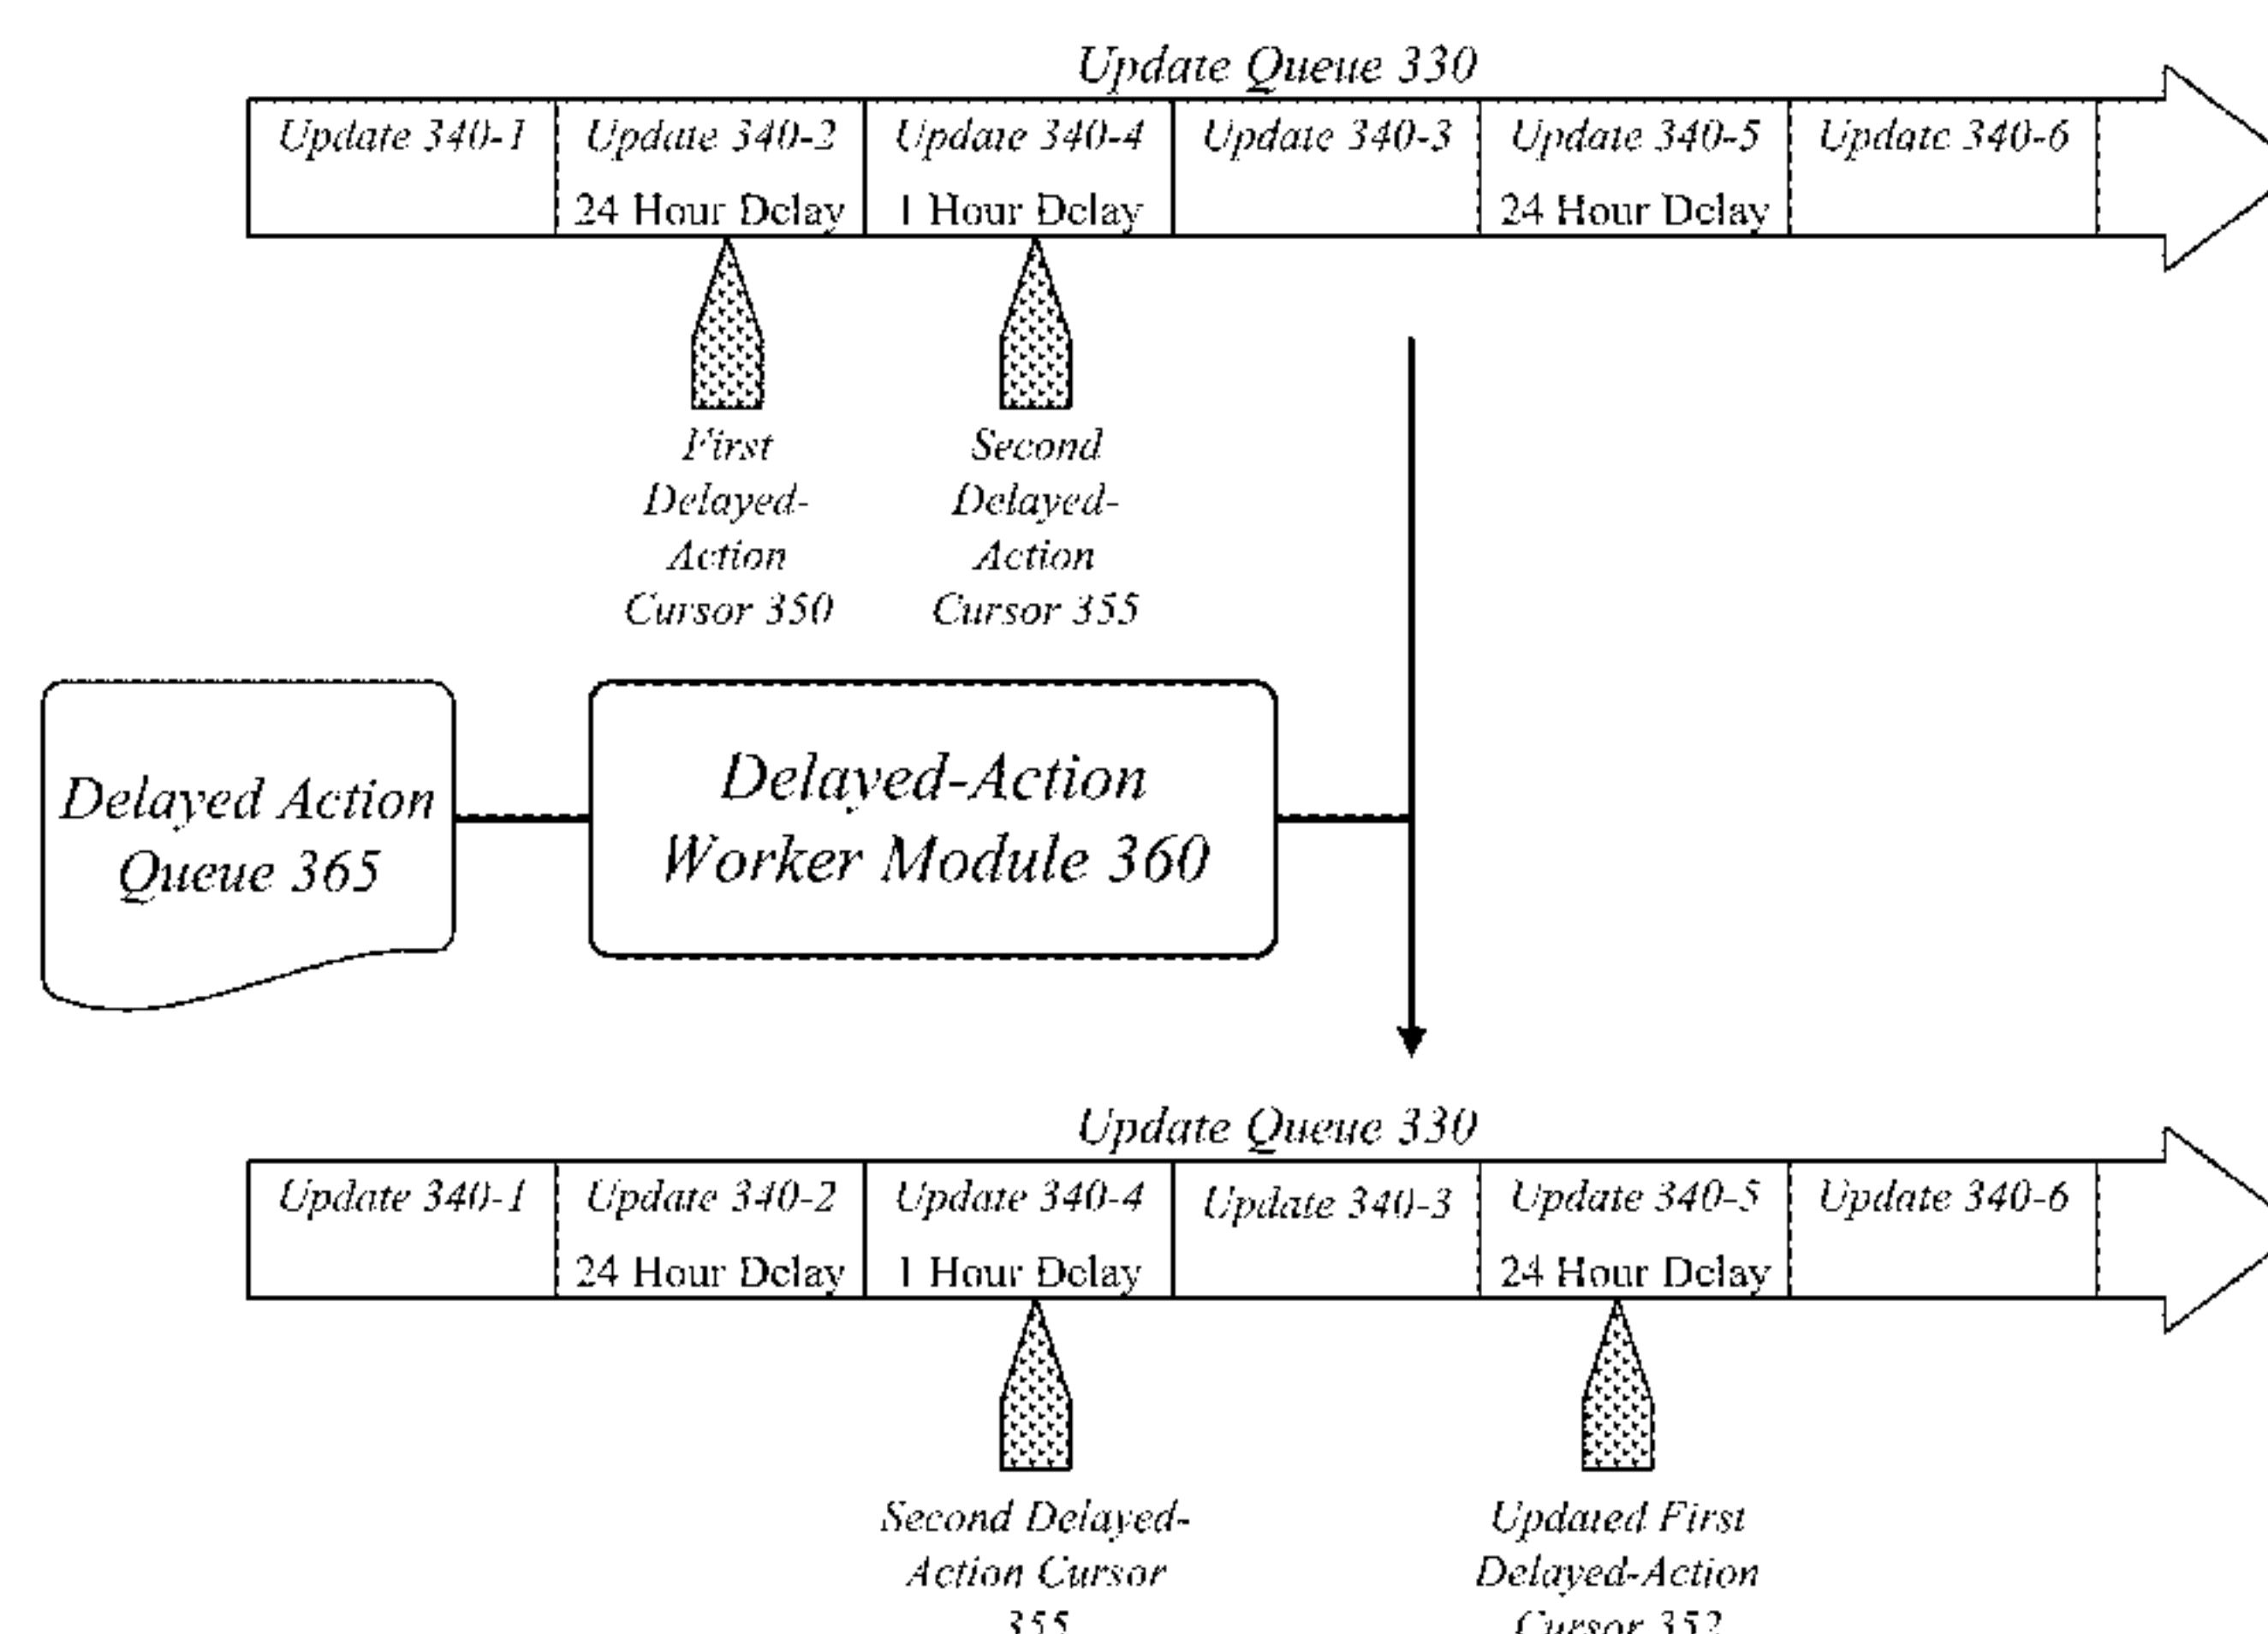 Update Queue 330
Update 340-1 Update 340-2 Update 340-4 Update 340-3 Update 340-5 Update 340-6
24 Hour Delay 1 Hour Delay 24 Hour Delay
First
Delayed-
Action
Cursor 350
Second
Delayed-
Action
Cursor 355
Delayed Action
Queue 365
Delayed-Action
Worker Module 360
Update Queue 330
Update 340-1 Update 340-2 Update 340-4 Update 340-3 Update 340-5 Update 340-6
24 Hour Delay 1 Hour Delay 24 Hour Delay
Second Delayed-
Action Cursor
355
Updated First
Delayed-Action
Cursor 352